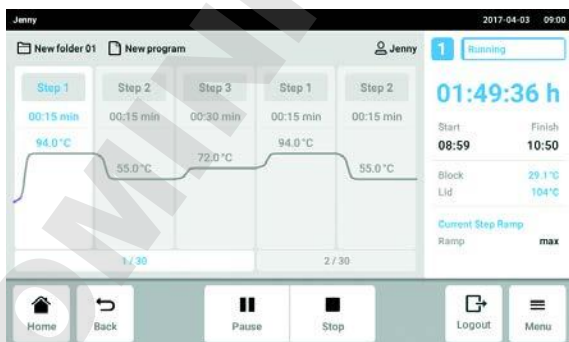 Jenny 2017-04-03 09:00
New folder 01 New program Jenny 1 Running
Step 1 Step 2 Step 3 Step 1 Step 2
00:15 min 00:15 min 00:30 min 00:15 min 00:15 min
01:49:36 h
94.0°C 55.0°C 72.0°C 94.0°C 55.0°C
Start Finish
08:59 10:50
Block 29.1°C
Lid 104°C
Current Step Ramp
Ramp max
1 / 30 2 / 30
Home Back Pause Stop Logout Menu